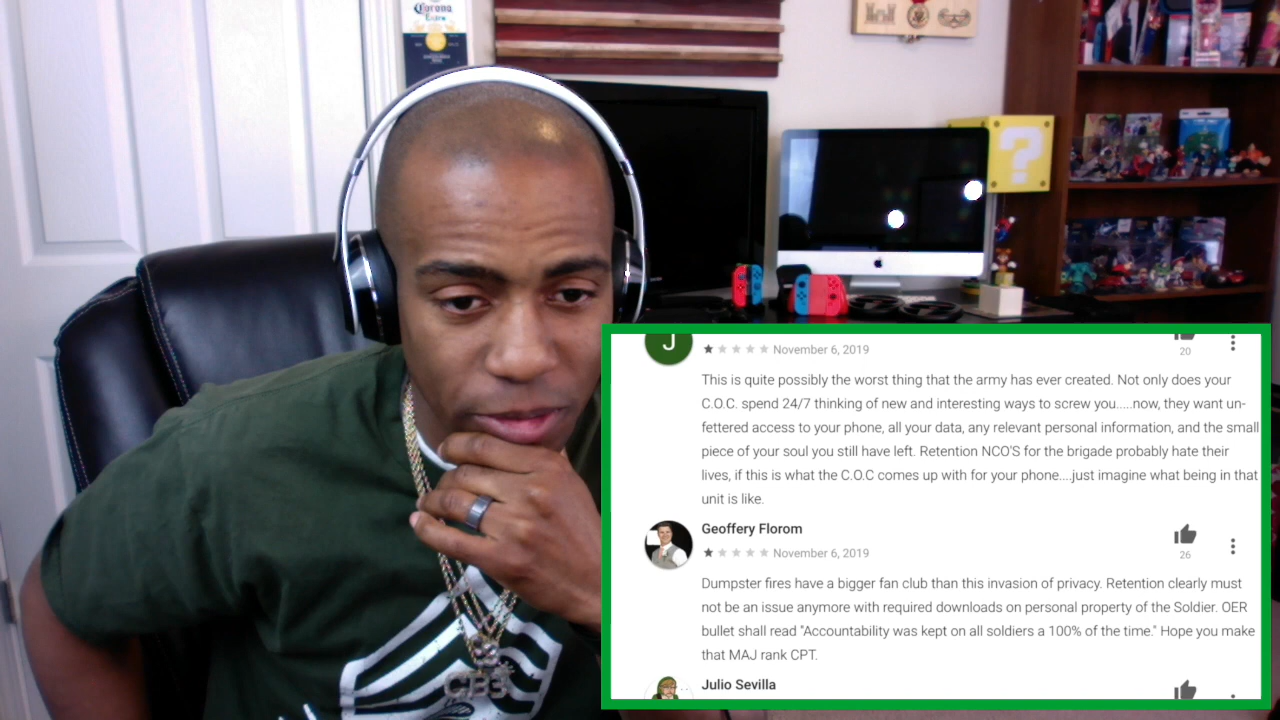 Corona
Extra
?
J
November 6, 2019
20
This is quite possibly the worst thing that the army has ever created. Not only does your
C.O.C. spend 24/7 thinking of new and interesting ways to screw you.....now, they want un-
fettered access to your phone, all your data, any relevant personal information, and the small
piece of your soul you still have left. Retention NCO'S for the brigade probably hate their
lives, if this is what the C.O.C comes up with for your phone....just imagine what being in that
unit is like.
Geoffery Florom
November 6, 2019
26
Dumpster fires have a bigger fan club than this invasion of privacy. Retention clearly must
not be an issue anymore with required downloads on personal property of the Soldier. OER
bullet shall read "Accountability was kept on all soldiers a 100% of the time." Hope you make
that MAJ rank CPT.
Julio Sevilla
CB3